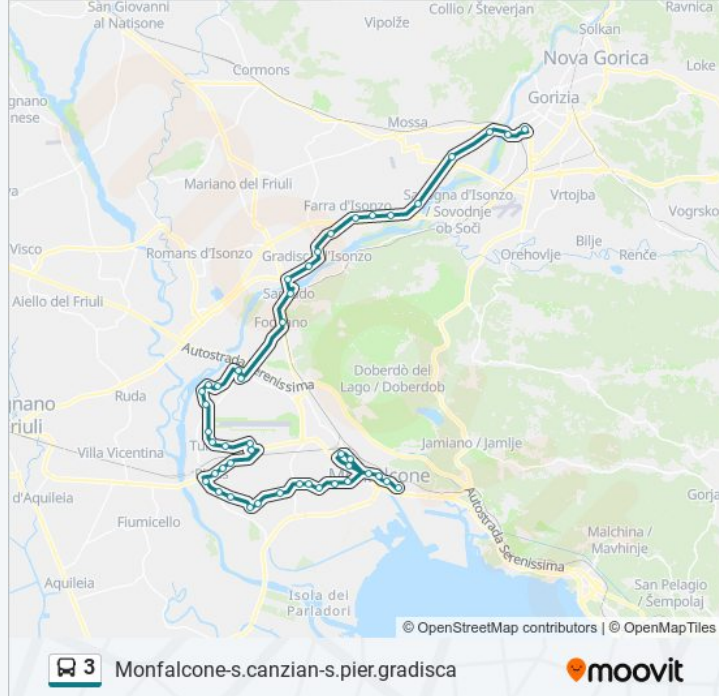 San Giovanni
al Natisone
Collio / Števerjan
Ravnica
Vipolže
Solkan
Nova Gorica
Loke
Cormons
gnano
nese
Gorizia
Mossa
Mariano del Friuli
Farra d'Isonzo
Savogna d'Isonzo
/ Sovodnje
ob Soči
Vrtojba
Vogrsko
Bilje
Visco
Romans d'Isonzo
Gradisca d'Isonzo
Orehovlje
Renče
Aiello del Friuli
Sagrado
Fogliano
Autostrada Serenissima
Doberdò del
Lago / Doberdob
gnano
riuli
Ruda
Jamiano / Jamlje
Villa Vicentina
Monfalcone
d'Aquileia
Fiumicello
Autostrada Serenissima
Gorja
Malchina /
Mavhinje
Aquileia
Isola dei
Parladori
San Pelagio
/ Šempolaj
© OpenStreetMap contributors | © OpenMapTiles
3 Monfalcone-s.canzian-s.pier.gradisca
moovit